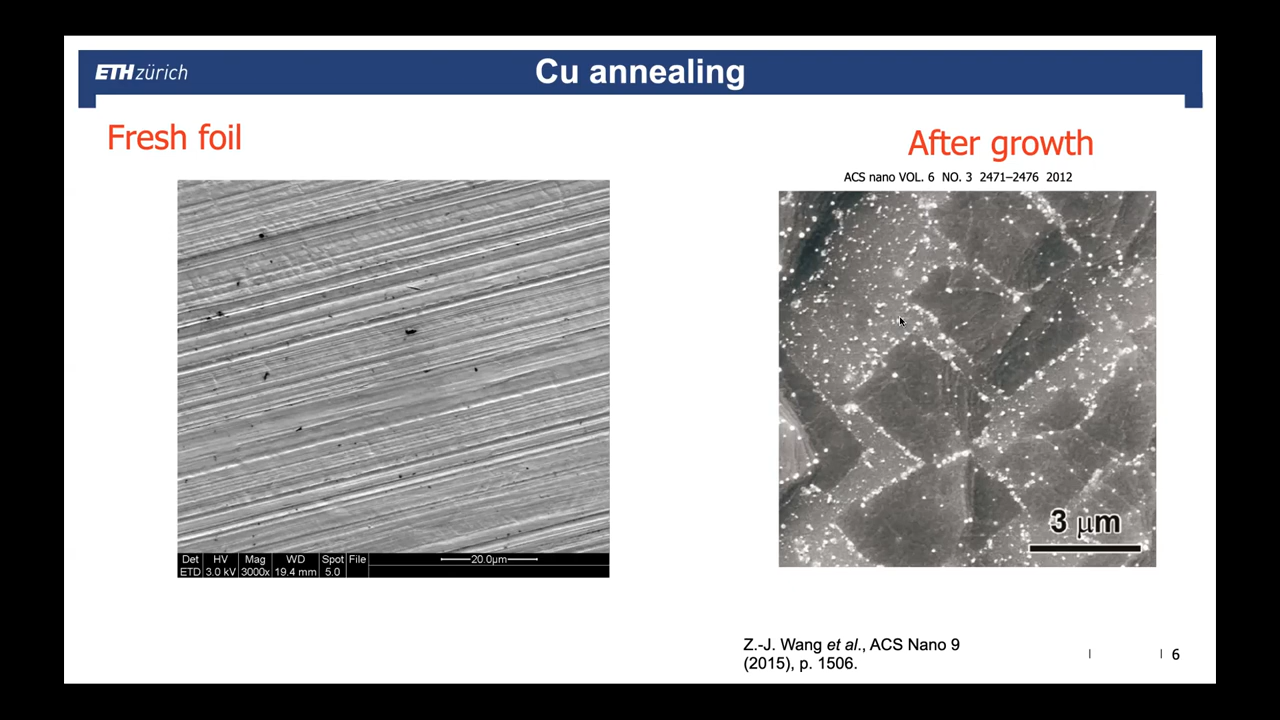 ETH zürich
Cu annealing
Fresh foil
After growth
ACS nano VOL. 6 NO. 3 2471–2476 2012
3 µm
Det HV Mag WD Spot File
20.0µm
ETD 3.0 kV 3000x 19.4 mm 5.0
Z.-J. Wang et al., ACS Nano 9
(2015), p. 1506.
6